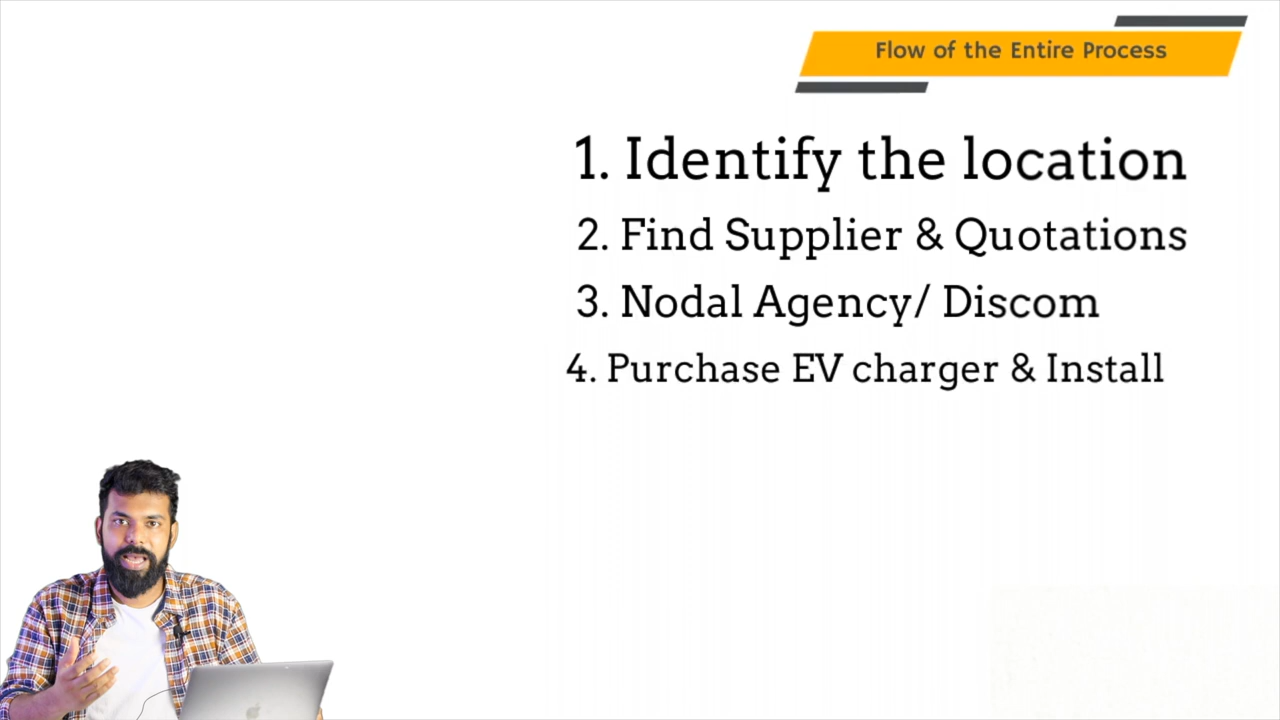 Flow of the Entire Process
1. Identify the location
2. Find Supplier & Quotations
3. Nodal Agency/ Discom
4. Purchase EV charger & Install